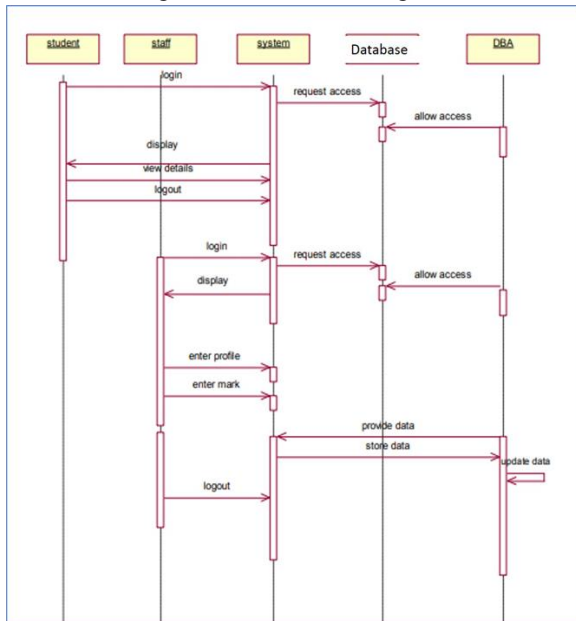 student staff system Database DBA
login
request access
allow access
display
view details
logout
login
request access
allow access
display
enter profile
enter mark
provide data
store data
update data
logout